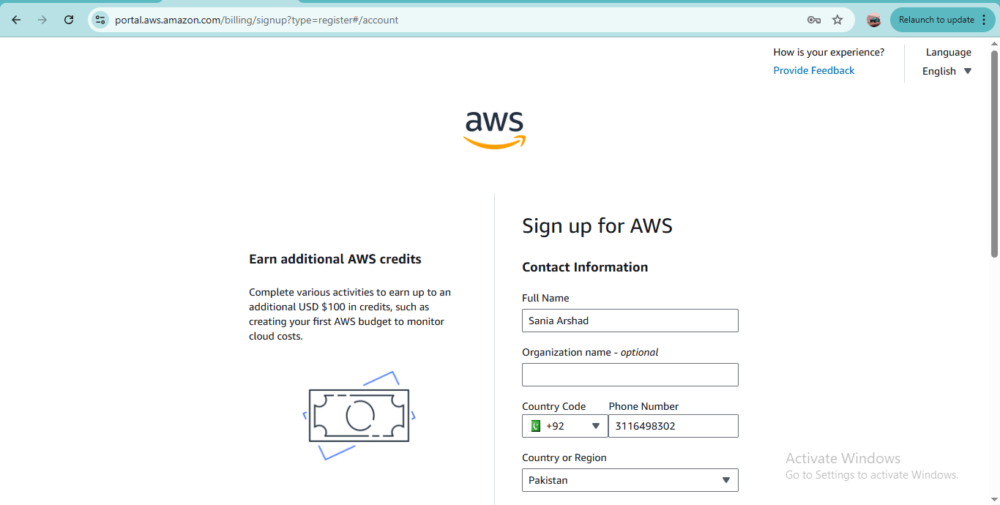 portal.aws.amazon.com/billing/signup?type=register#/account
Relaunch to update
How is your experience?
Provide Feedback
Language
English
aws
Earn additional AWS credits
Complete various activities to earn up to an
additional USD $100 in credits, such as
creating your first AWS budget to monitor
cloud costs.
Sign up for AWS
Contact Information
Full Name
Sania Arshad
Organization name - optional
Country Code
Phone Number
+92
3116498302
Country or Region
Pakistan
Activate Windows
Go to Settings to activate Windows.